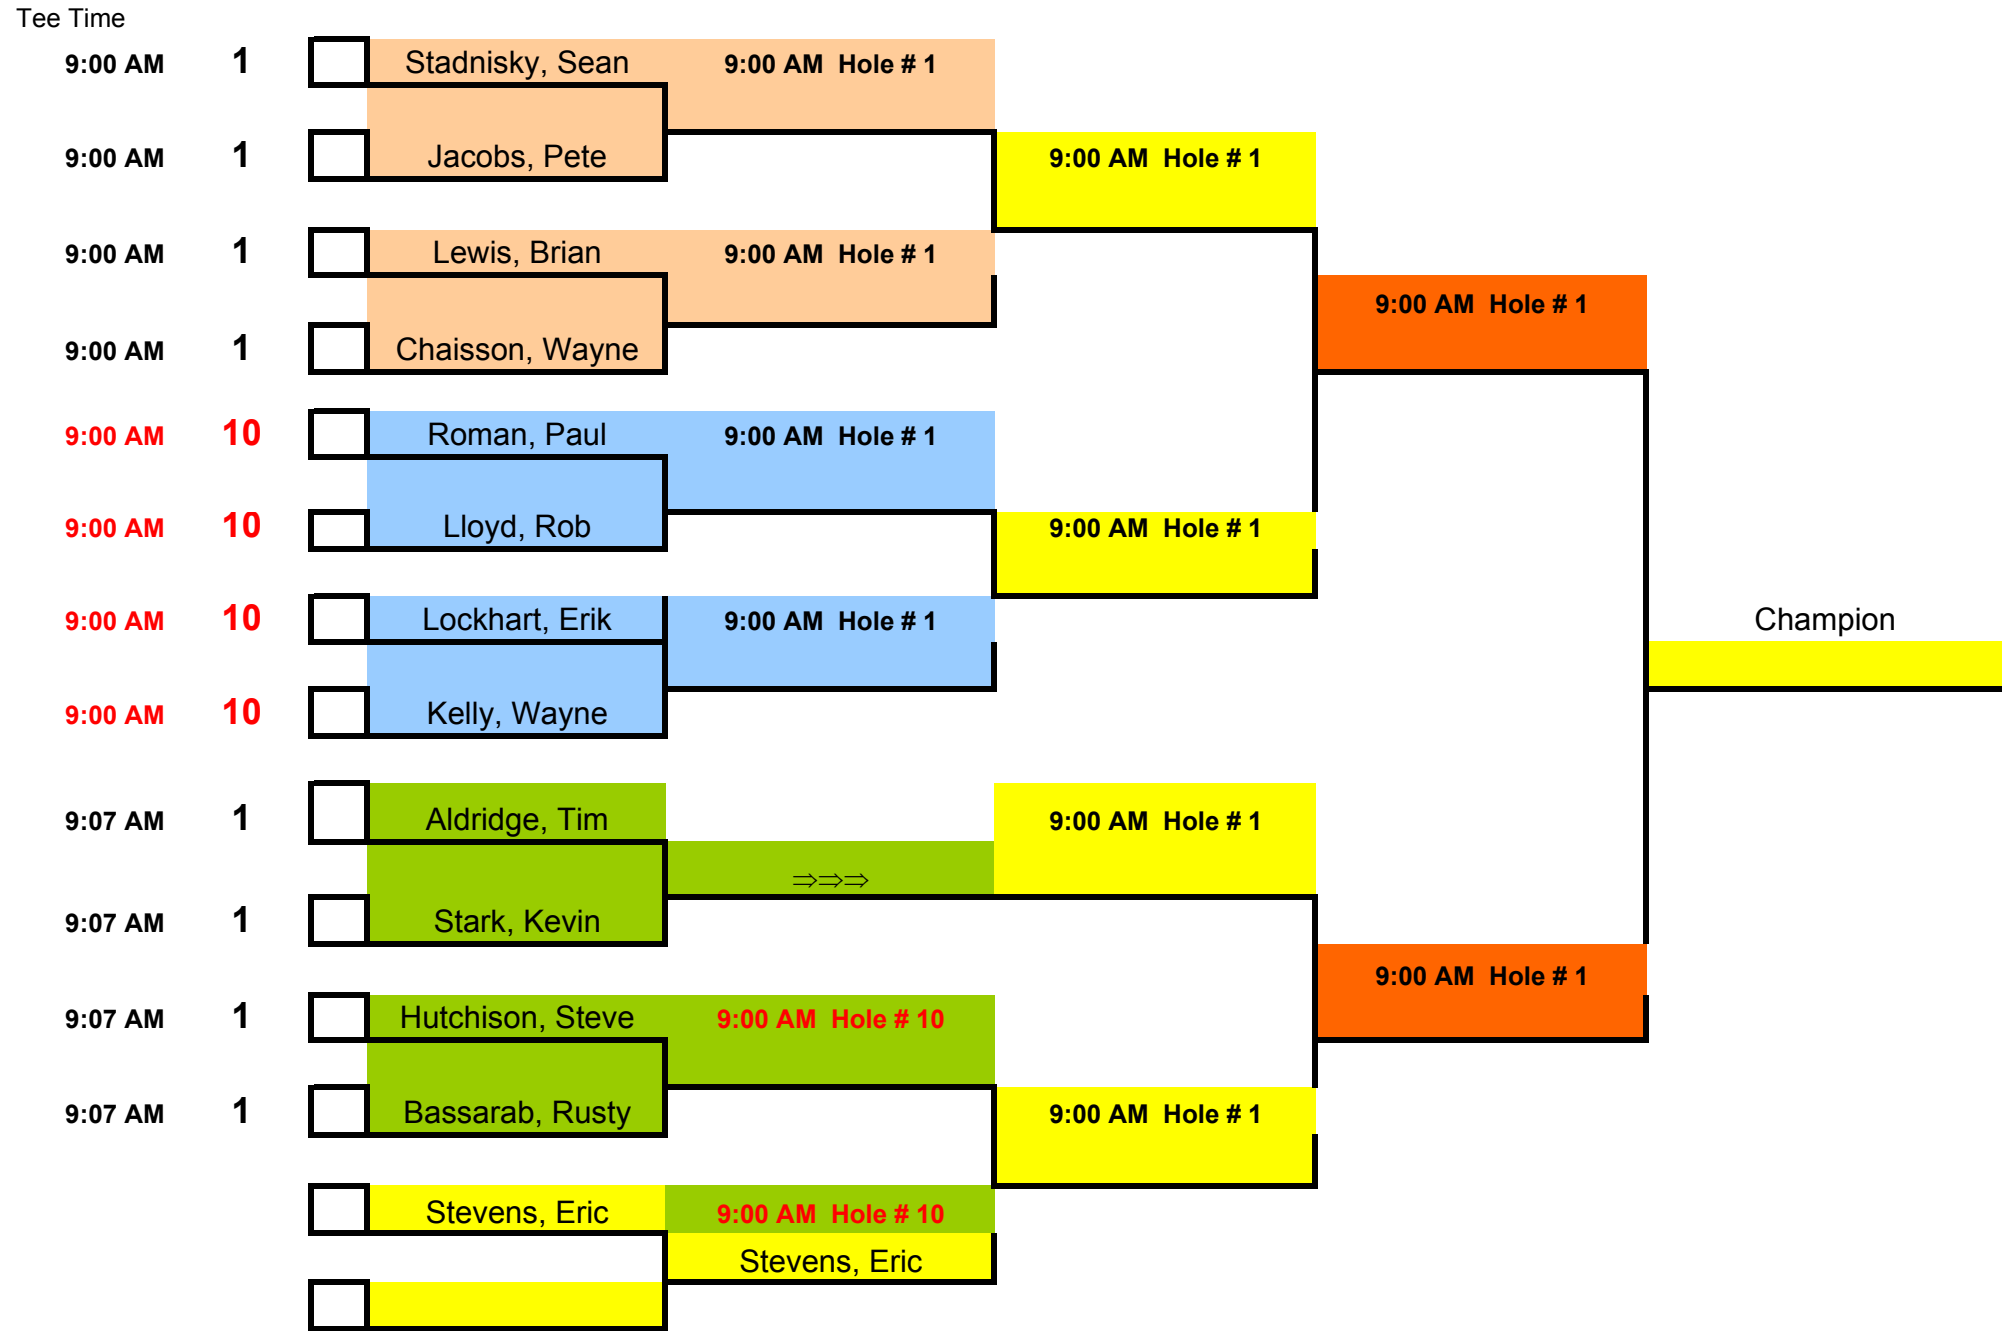 Tee Time
9:00 AM 1 Stadnisky, Sean 9:00 AM Hole # 1
9:00 AM 1 Jacobs, Pete 9:00 AM Hole # 1
9:00 AM 1 Lewis, Brian 9:00 AM Hole # 1
9:00 AM Hole # 1
9:00 AM 1 Chaisson, Wayne
9:00 AM 10 Roman, Paul 9:00 AM Hole # 1
9:00 AM 10 Lloyd, Rob 9:00 AM Hole # 1
9:00 AM 10 Lockhart, Erik 9:00 AM Hole # 1 Champion
9:00 AM 10 Kelly, Wayne
9:07 AM 1 Aldridge, Tim 9:00 AM Hole # 1
⇒⇒⇒
9:07 AM 1 Stark, Kevin
9:00 AM Hole # 1
9:07 AM 1 Hutchison, Steve 9:00 AM Hole # 10
9:07 AM 1 Bassarab, Rusty 9:00 AM Hole # 1
Stevens, Eric 9:00 AM Hole # 10
Stevens, Eric